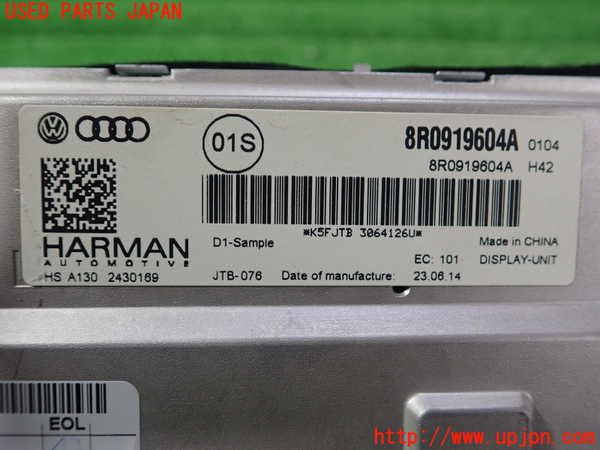 USED PARTS JAPAN
01S
8R0919604A 0104
8R0919604A H42
*K5FJTB 3064126U*
HARMAN
AUTOMOTIVE
D1-Sample
Made in CHINA
EC: 101 DISPLAY-UNIT
HS A130 2430169 JTB-076 Date of manufacture: 23.06.14
EOL
http://www.upjpn.com/